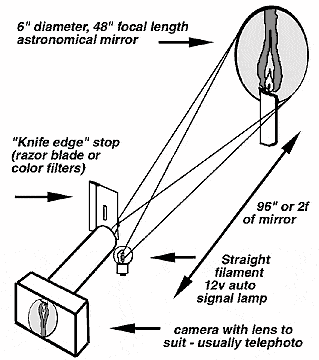 6" diameter, 48" focal length
astronomical mirror
"Knife edge" stop
(razor blade or
color filters)
96" or 2f
of mirror
Straight
filament
12v auto
signal lamp
camera with lens to
suit - usually telephoto